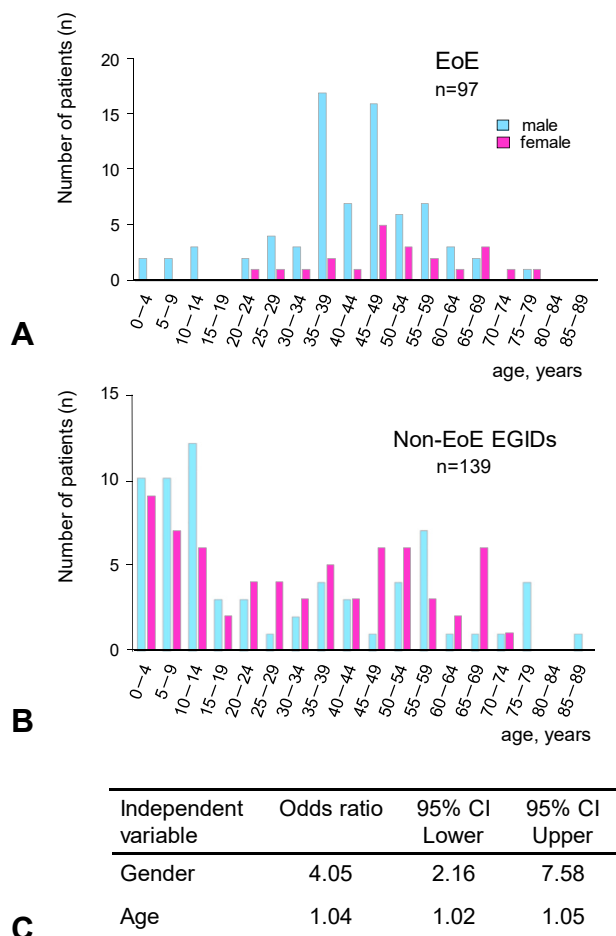 Number of patients (n)
20
15
10
5
0
EoE
n=97
male
female
0–4
5–9
10–14
15–19
20–24
25–29
30–34
35–39
40–44
45–49
50–54
55–59
60–64
65–69
70–74
75–79
80–84
85–89
age, years
A
Number of patients (n)
15
10
5
0
Non-EoE EGIDs
n=139
0–4
5–9
10–14
15–19
20–24
25–29
30–34
35–39
40–44
45–49
50–54
55–59
60–64
65–69
70–74
75–79
80–84
85–89
age, years
B
Independent variable Odds ratio 95% CI Lower 95% CI Upper
Gender 4.05 2.16 7.58
Age 1.04 1.02 1.05
C